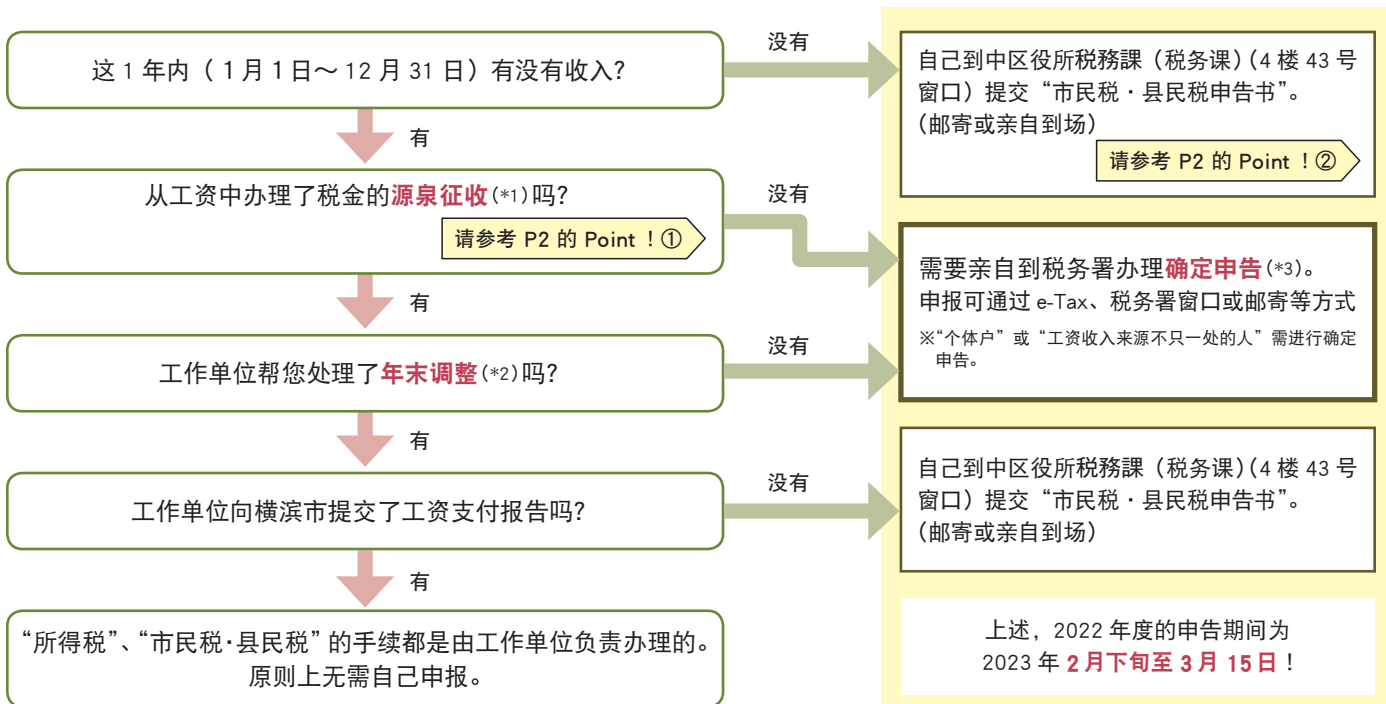 这 1 年内（1月1日～12 月 31 日）有没有收入?
没有
自己到中区役所税務課（税务课）（4 楼 43 号
窗口）提交“市民税・县民税申告书”。
（邮寄或亲自到场）
请参考 P2 的 Point ！②
有
从工资中办理了税金的源泉征收(*1)吗?
请参考 P2 的 Point ！①
没有
需要亲自到税务署办理确定申告(*3)。
申报可通过 e-Tax、税务署窗口或邮寄等方式
※“个体户”或“工资收入来源不只一处的人”需进行确定
申告。
有
工作单位帮您处理了年末调整(*2)吗?
没有
有
工作单位向横滨市提交了工资支付报告吗?
没有
自己到中区役所税務課（税务课）（4 楼 43 号
窗口）提交“市民税・县民税申告书”。
（邮寄或亲自到场）
有
“所得税”、“市民税・县民税”的手续都是由工作单位负责办理的。
原则上无需自己申报。
上述，2022 年度的申告期间为
2023 年 2月下旬至 3月 15日！